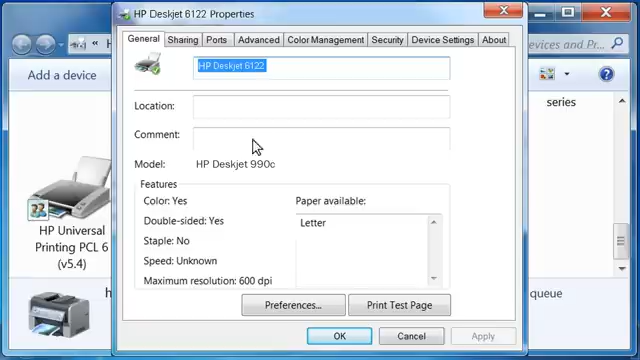 HP Deskjet 6122 Properties
General
Sharing
Ports
Advanced
Color Management
Security
Device Settings
About
HP Deskjet 6122
Location:
Comment:
Model:
HP Deskjet 990c
Features
Color: Yes
Double-sided: Yes
Staple: No
Speed: Unknown
Maximum resolution: 600 dpi
Paper available:
Letter
Preferences...
Print Test Page
OK
Cancel
Apply
Add a device
HP Universal
Printing PCL 6
(v5.4)
evices and Printers
series
queue